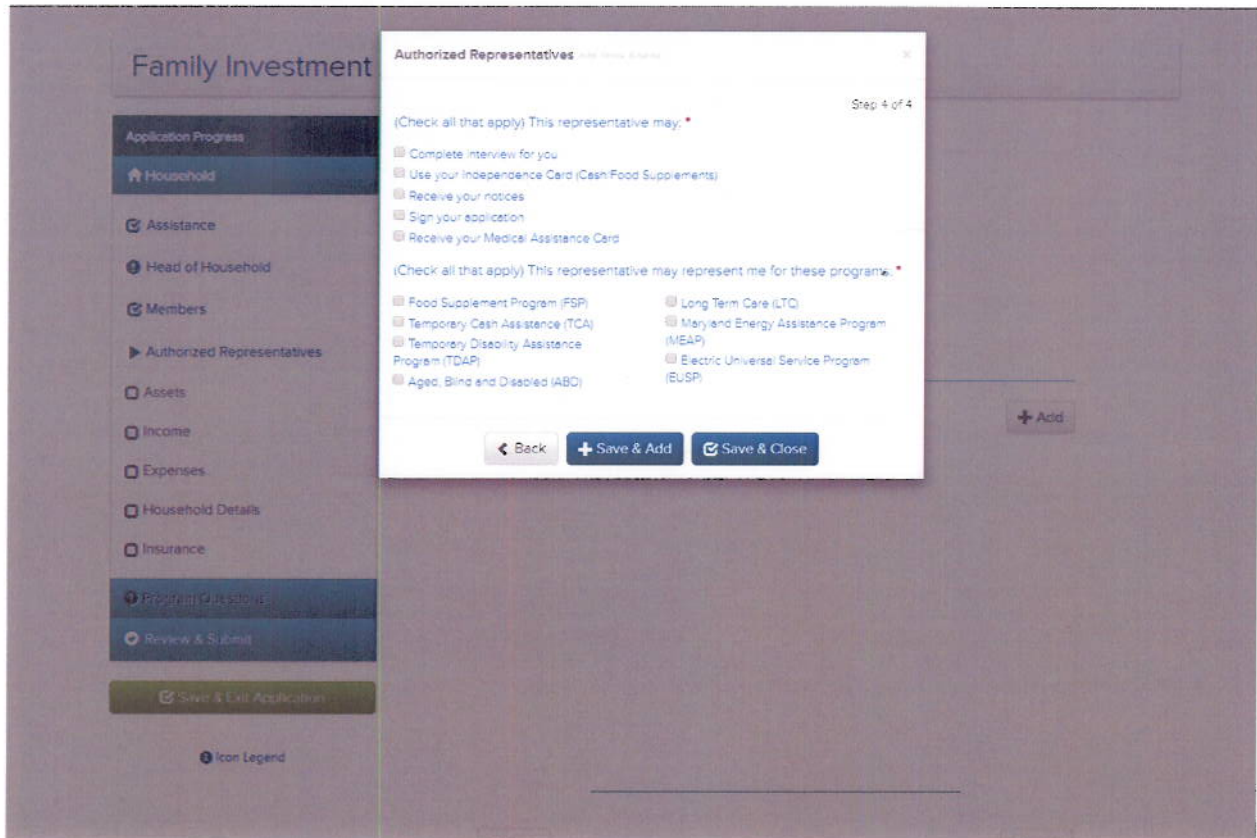 Family Investment
Application Progress
Household
Assistance
Head of Household
Members
Authorized Representatives
Assets
Income
Expenses
Household Details
Insurance
Program Questions
Review & Submit
Save & Exit Application
Icon Legend
Authorized Representatives
×
Step 4 of 4
(Check all that apply) This representative may: *
Complete interview for you
Use your Independence Card (Cash/Food Supplements)
Receive your notices
Sign your application
Receive your Medical Assistance Card
(Check all that apply) This representative may represent me for these programs: *
Food Supplement Program (FSP)
Temporary Cash Assistance (TCA)
Temporary Disability Assistance
Program (TDAP)
Aged, Blind and Disabled (ABD)
Long Term Care (LTC)
Maryland Energy Assistance Program
(MEAP)
Electric Universal Service Program
(EUSP)
Back
Save & Add
Save & Close
Add